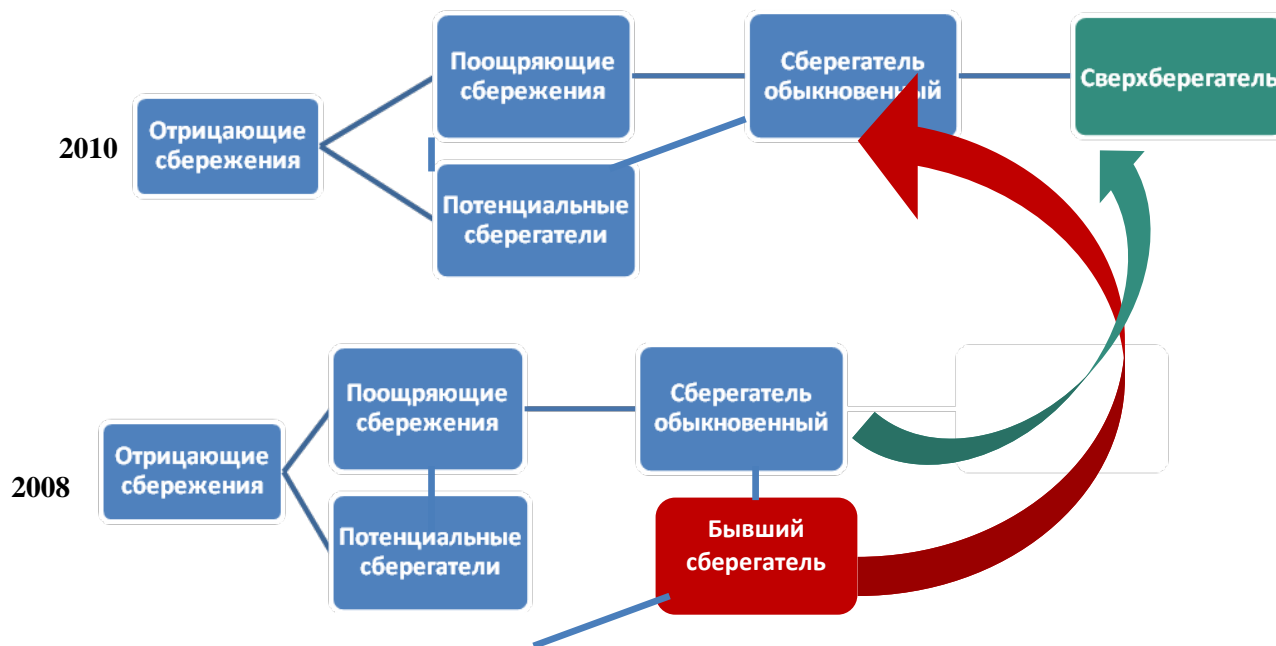 2010
Отрицающие
сбережения
Поощряющие
сбережения
Потенциальные
сберегатели
Сберегатель
обыкновенный
Сверхберегатель
2008
Отрицающие
сбережения
Поощряющие
сбережения
Потенциальные
сберегатели
Сберегатель
обыкновенный
Бывший
сберегатель